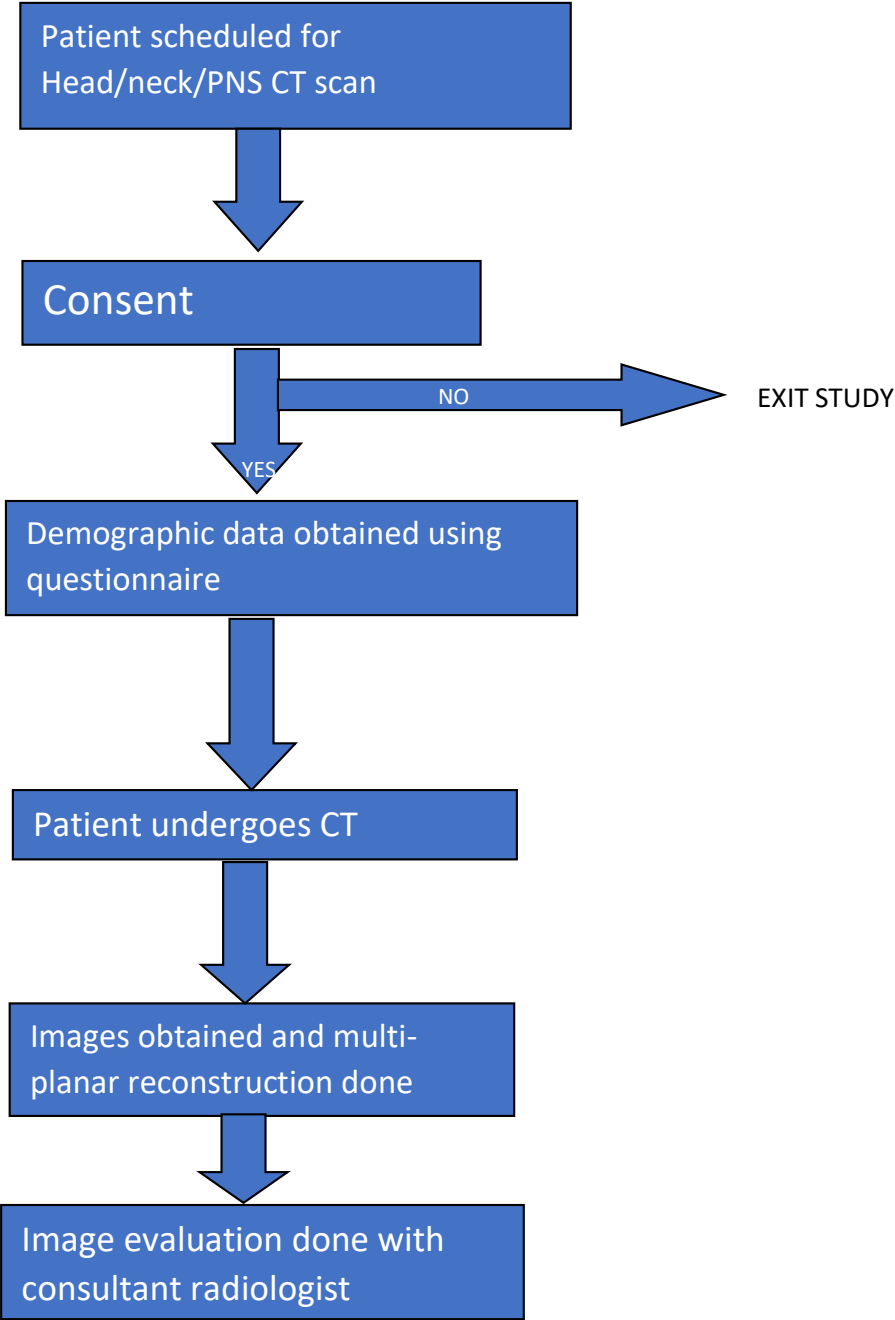 Patient scheduled for
Head/neck/PNS CT scan
Consent
NO
EXIT STUDY
YES
Demographic data obtained using
questionnaire
Patient undergoes CT
Images obtained and multi-
planar reconstruction done
Image evaluation done with
consultant radiologist